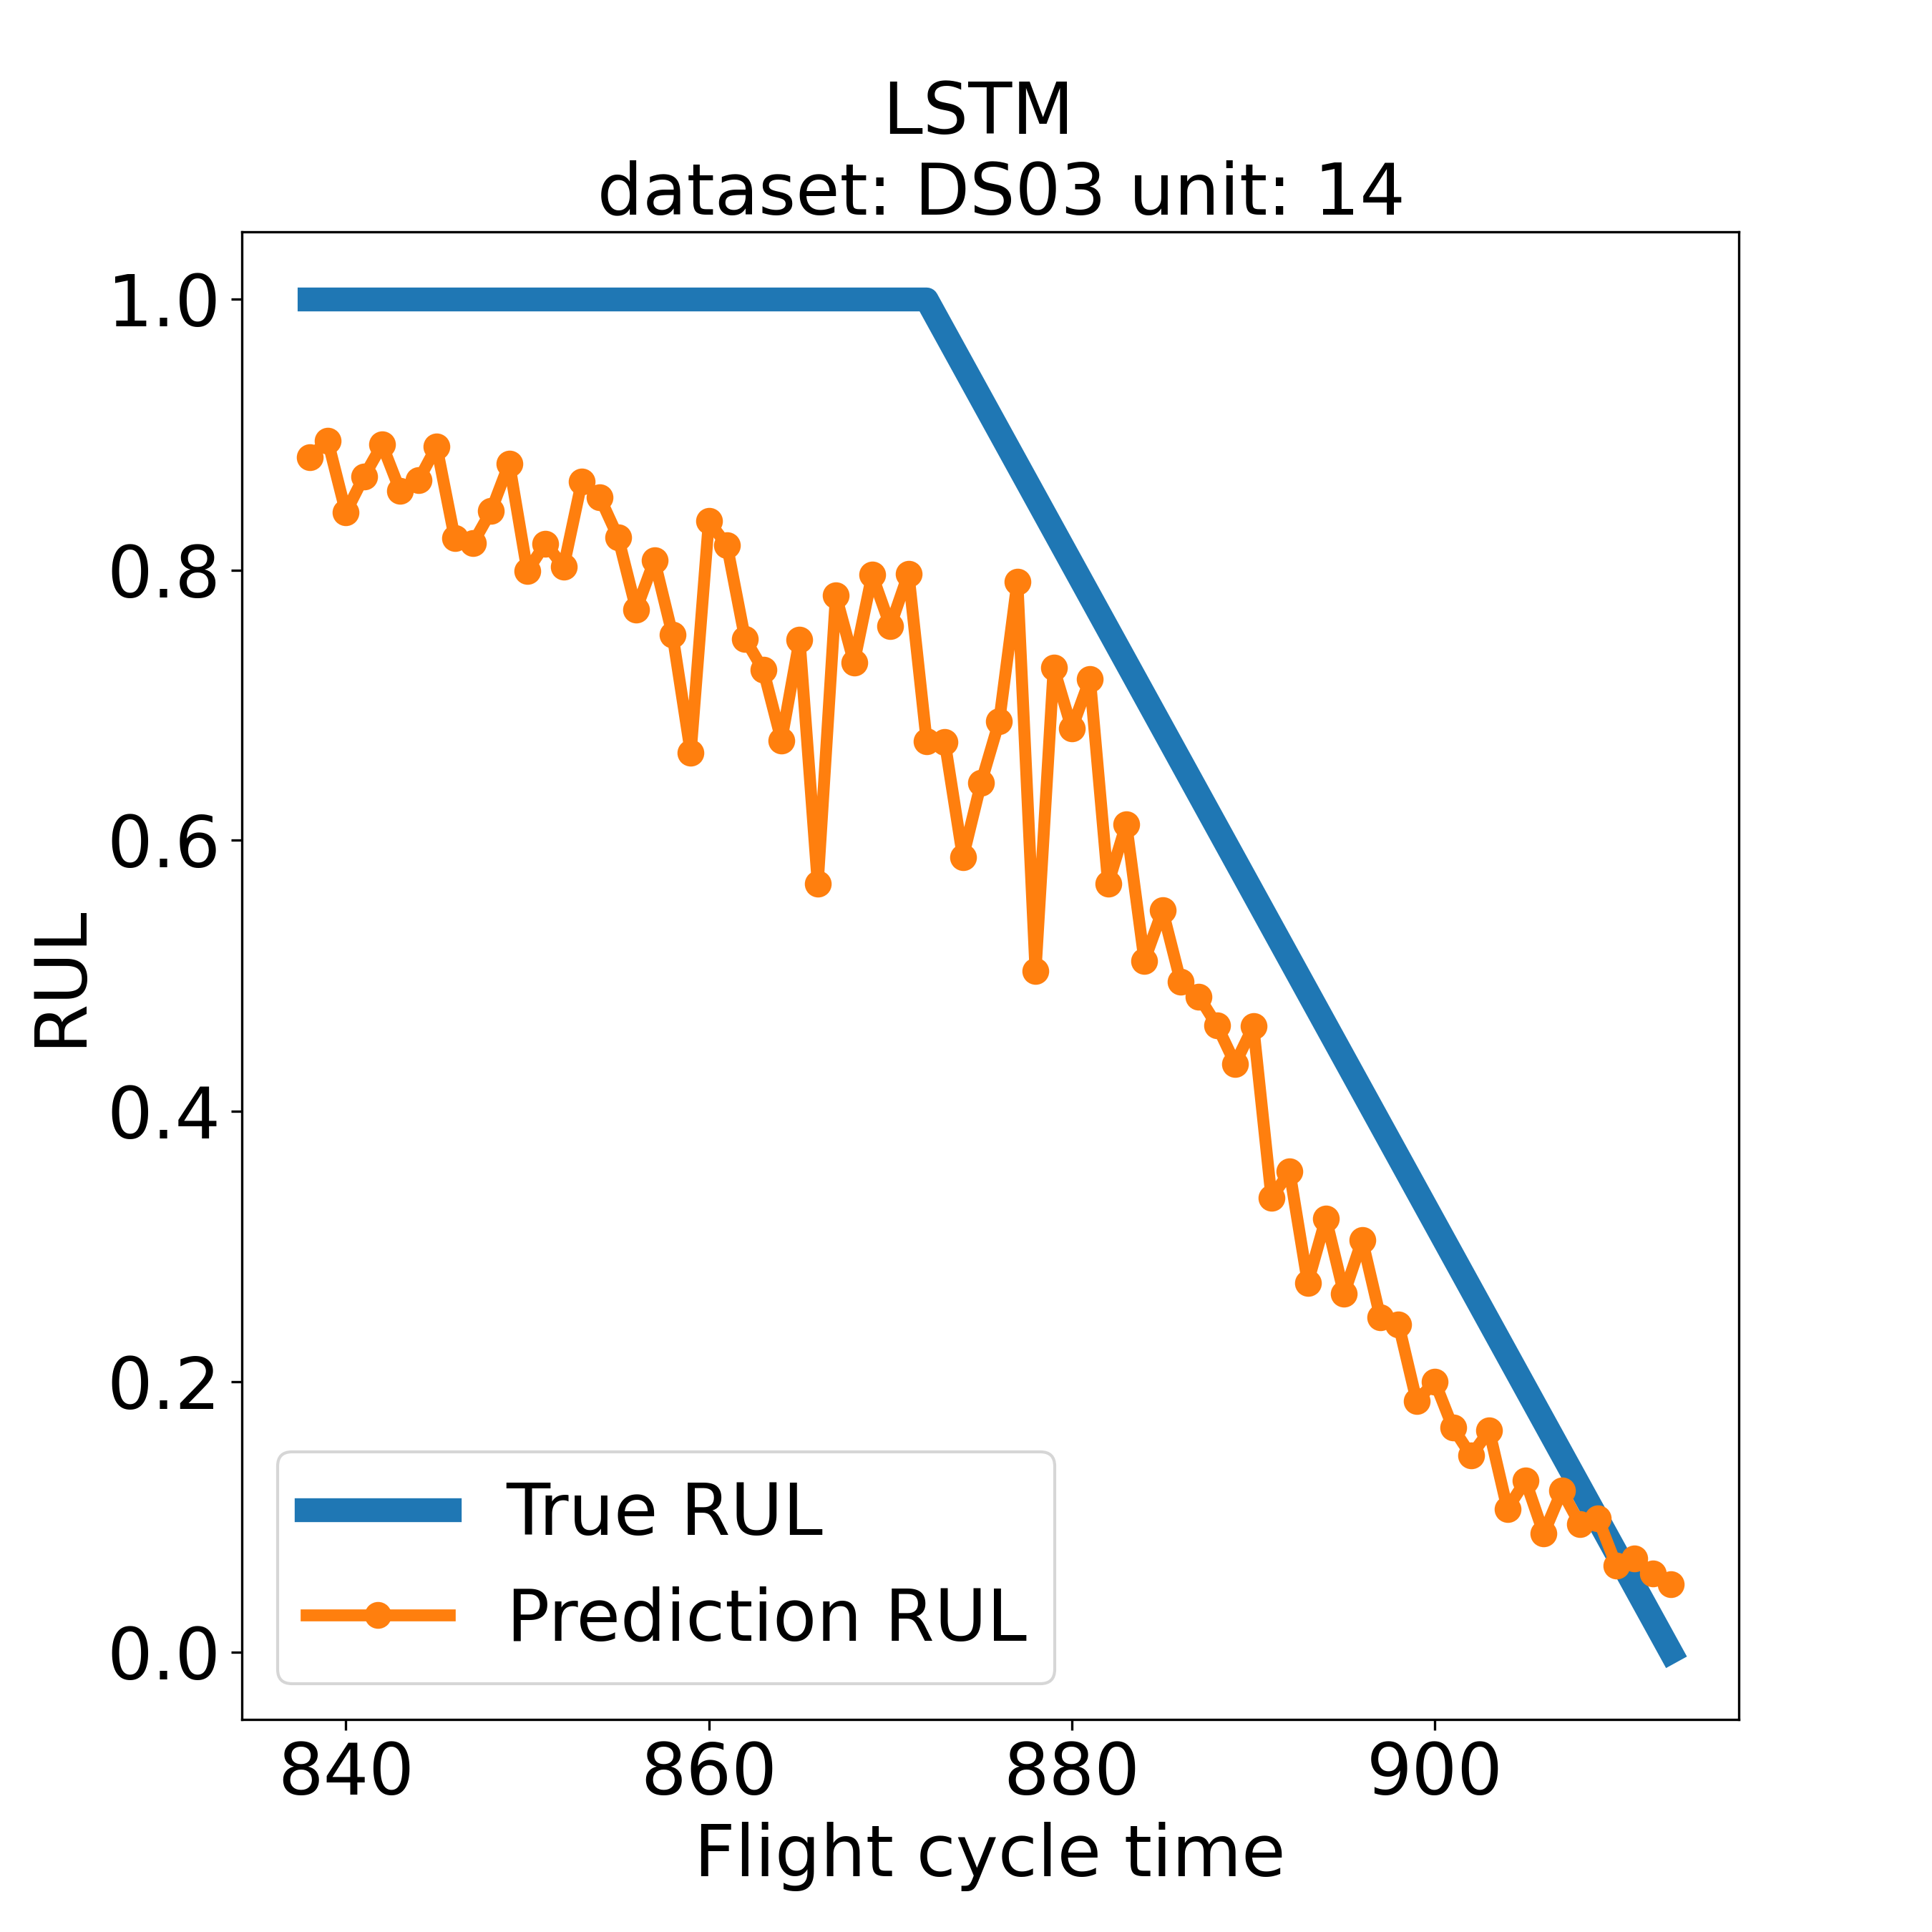 LSTM
dataset: DS03 unit: 14
1.0
0.8
0.6
0.4
0.2
0.0
RUL
True RUL
Prediction RUL
840 860 880 900
Flight cycle time